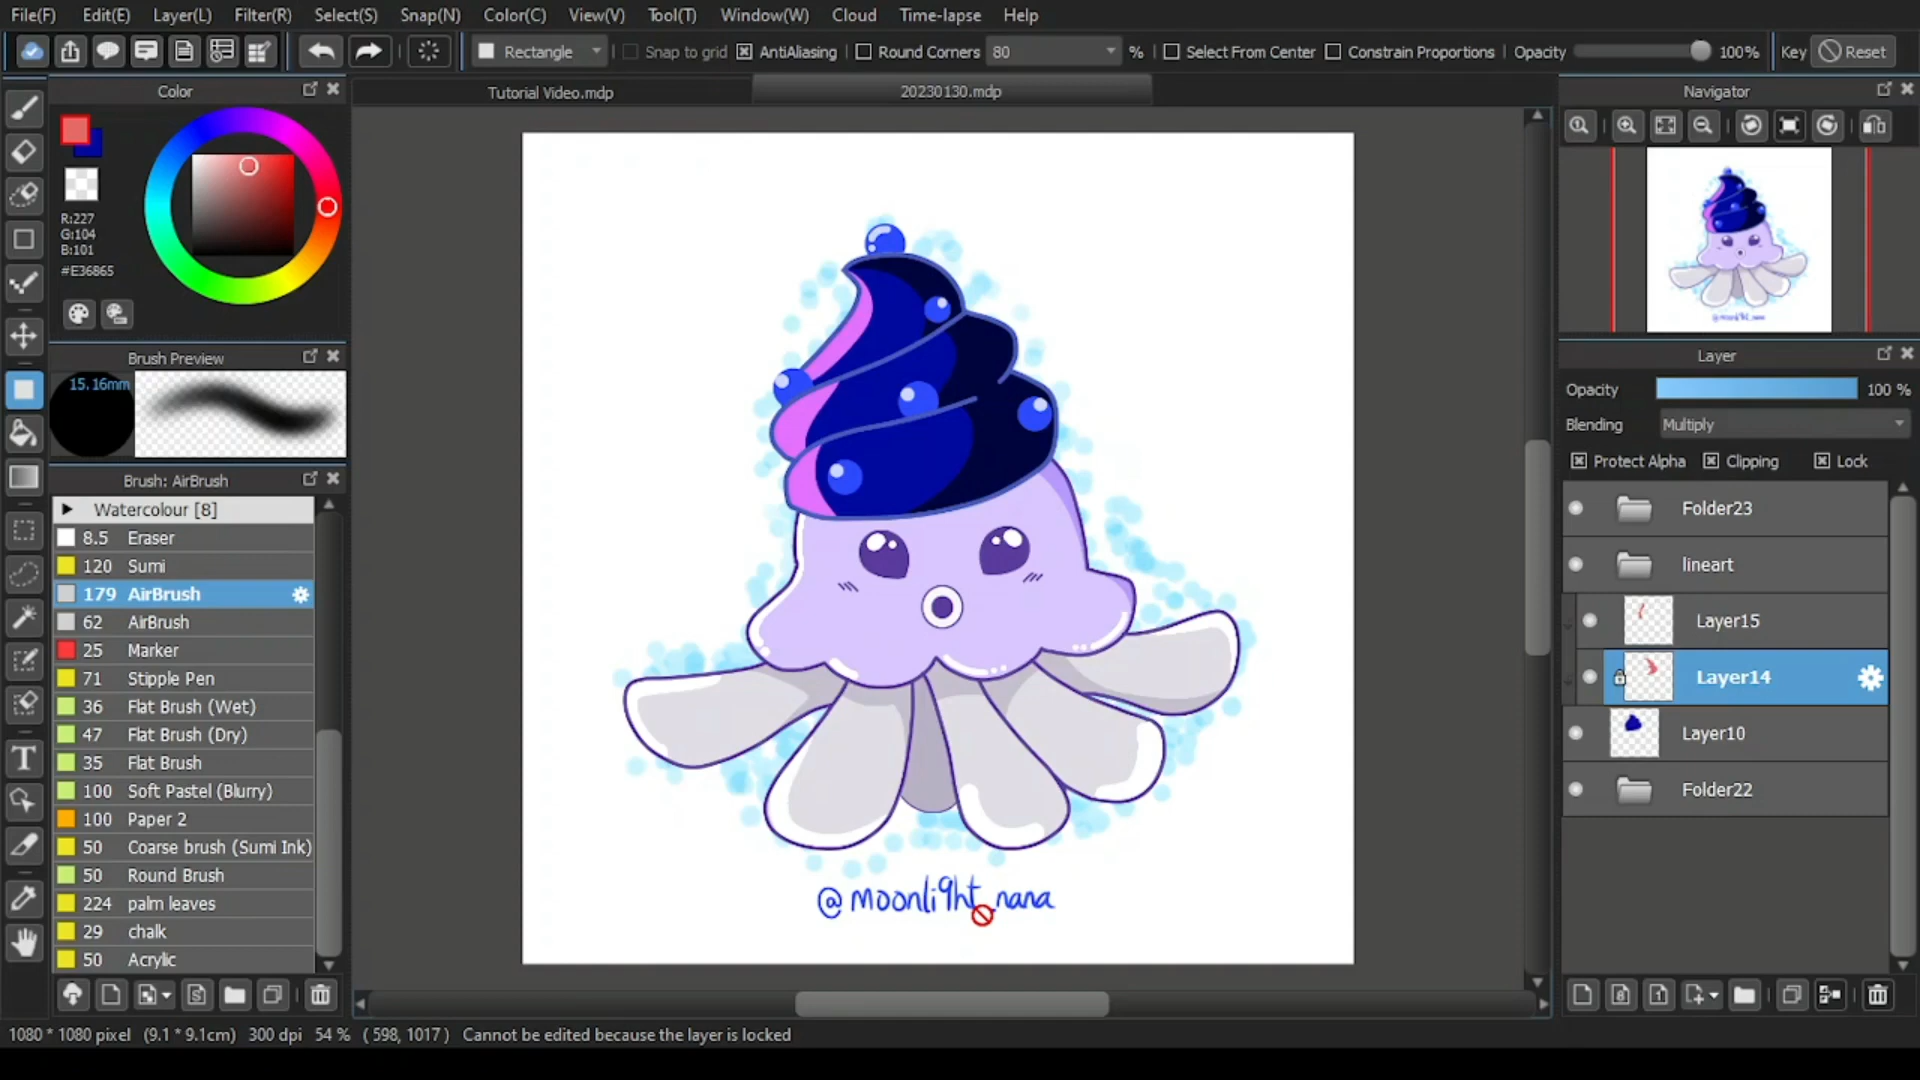 File(F) Edit(E) Layer(L) Filter(R) Select(S) Snap(N) Color(C) View(V) Tool(T) Window(W) Cloud Time-lapse Help
Rectangle Snap to grid AntiAliasing Round Corners 80 % Select From Center Constrain Proportions Opacity 100% Key Reset
Color
R:227
G:104
B:101
#E36865
Brush Preview
15.16mm
Brush: AirBrush
Watercolour [8]
8.5 Eraser
120 Sumi
179 AirBrush
62 AirBrush
25 Marker
71 Stipple Pen
36 Flat Brush (Wet)
47 Flat Brush (Dry)
35 Flat Brush
100 Soft Pastel (Blurry)
100 Paper 2
50 Coarse brush (Sumi Ink)
50 Round Brush
224 palm leaves
29 chalk
50 Acrylic
Tutorial Video.mdp 20230130.mdp
@moonli9ht_nana
Navigator
Layer
Opacity 100 %
Blending Multiply
Protect Alpha Clipping Lock
Folder23
lineart
Layer15
Layer14
Layer10
Folder22
1080 * 1080 pixel (9.1 * 9.1cm) 300 dpi 54 % ( 598, 1017 ) Cannot be edited because the layer is locked